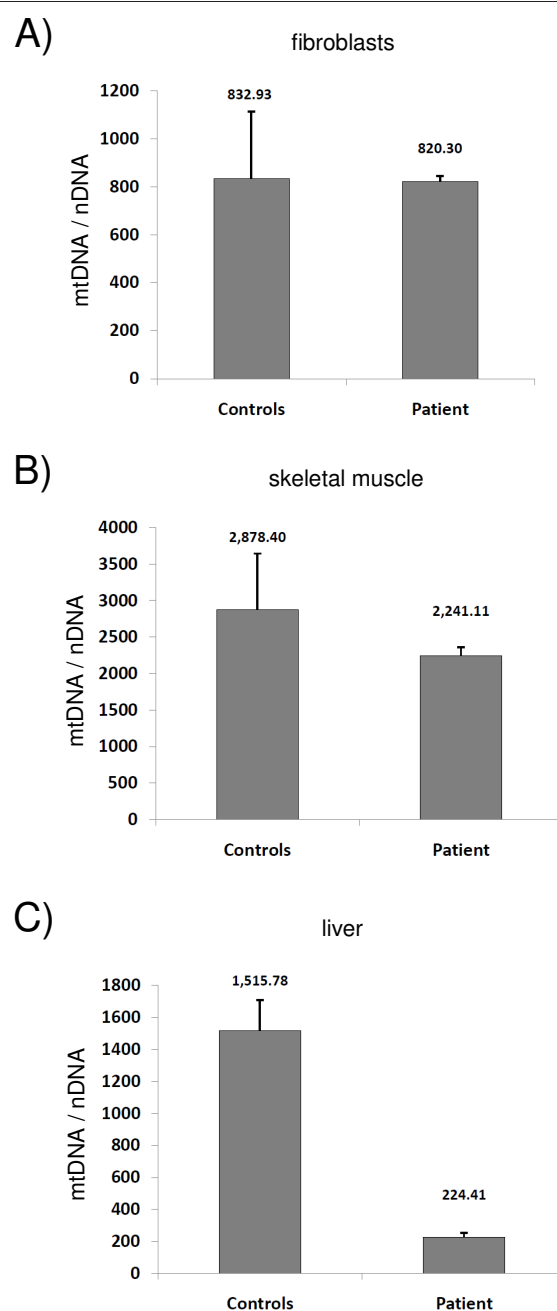 A)
fibroblasts
mtDNA / nDNA
1200
1000
800
600
400
200
0
832.93
820.30
Controls Patient
B)
skeletal muscle
mtDNA / nDNA
4000
3500
3000
2500
2000
1500
1000
500
0
2,878.40
2,241.11
Controls Patient
C)
liver
mtDNA / nDNA
1800
1600
1400
1200
1000
800
600
400
200
0
1,515.78
224.41
Controls Patient